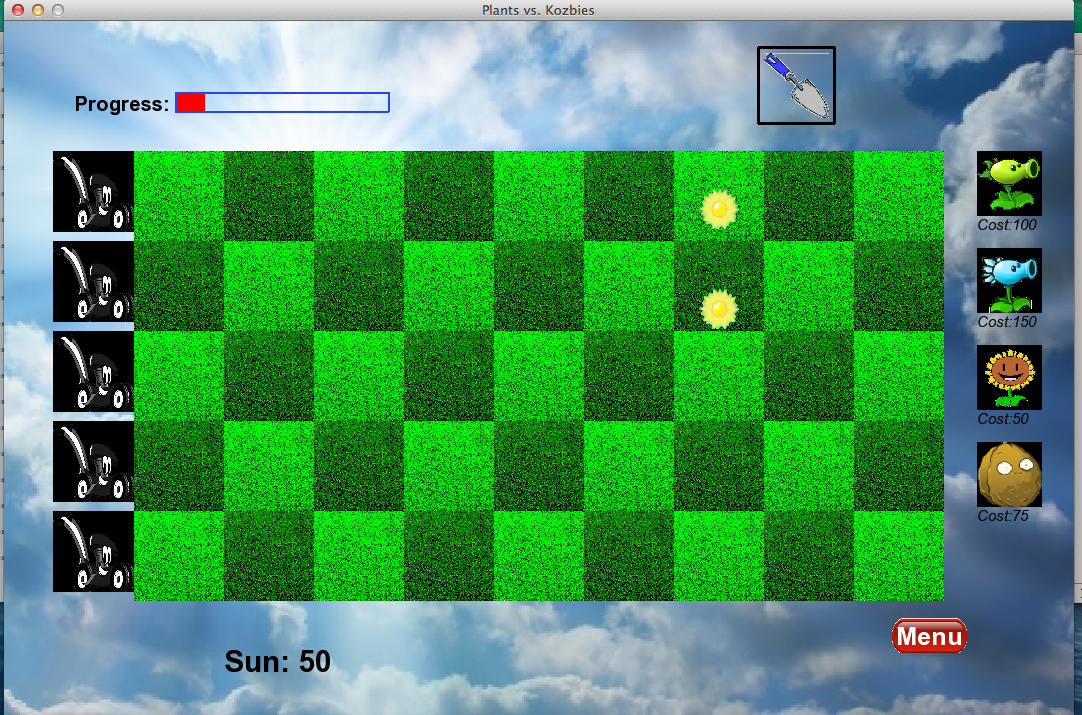 Plants vs. Kozbies
Progress:
Cost:100
Cost:150
Cost:50
Cost:75
Menu
Sun: 50